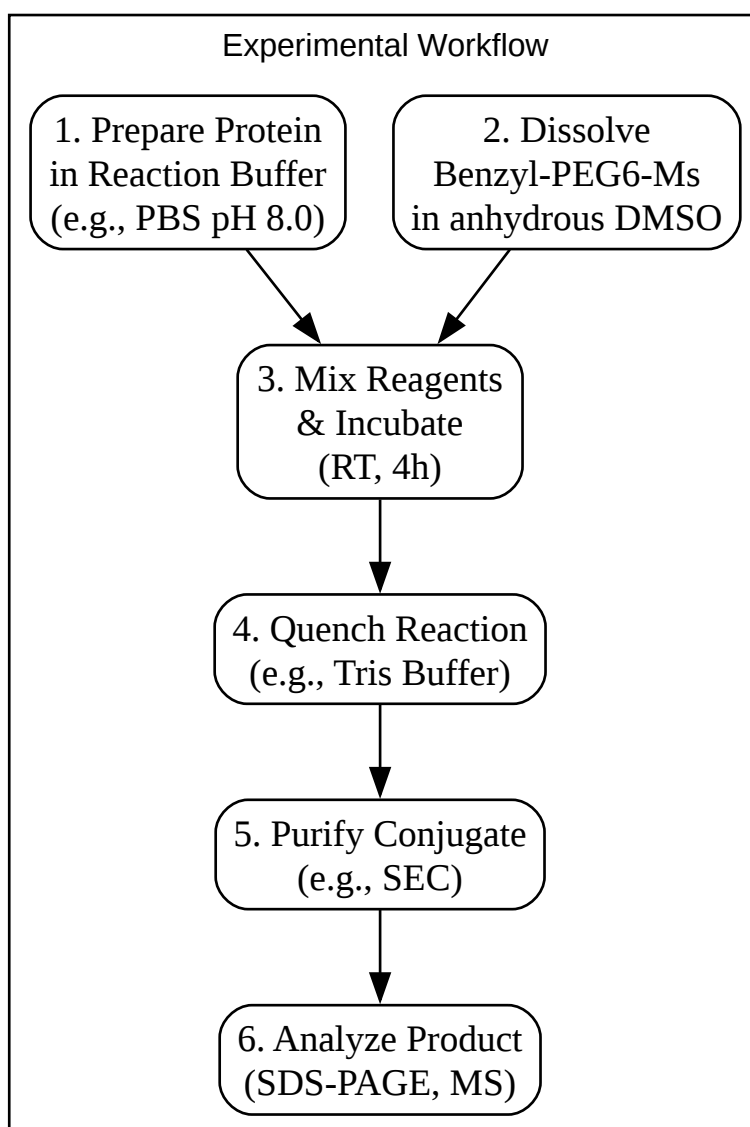 Experimental Workflow
1. Prepare Protein
in Reaction Buffer
(e.g., PBS pH 8.0)
2. Dissolve
Benzyl-PEG6-Ms
in anhydrous DMSO
3. Mix Reagents
& Incubate
(RT, 4h)
4. Quench Reaction
(e.g., Tris Buffer)
5. Purify Conjugate
(e.g., SEC)
6. Analyze Product
(SDS-PAGE, MS)